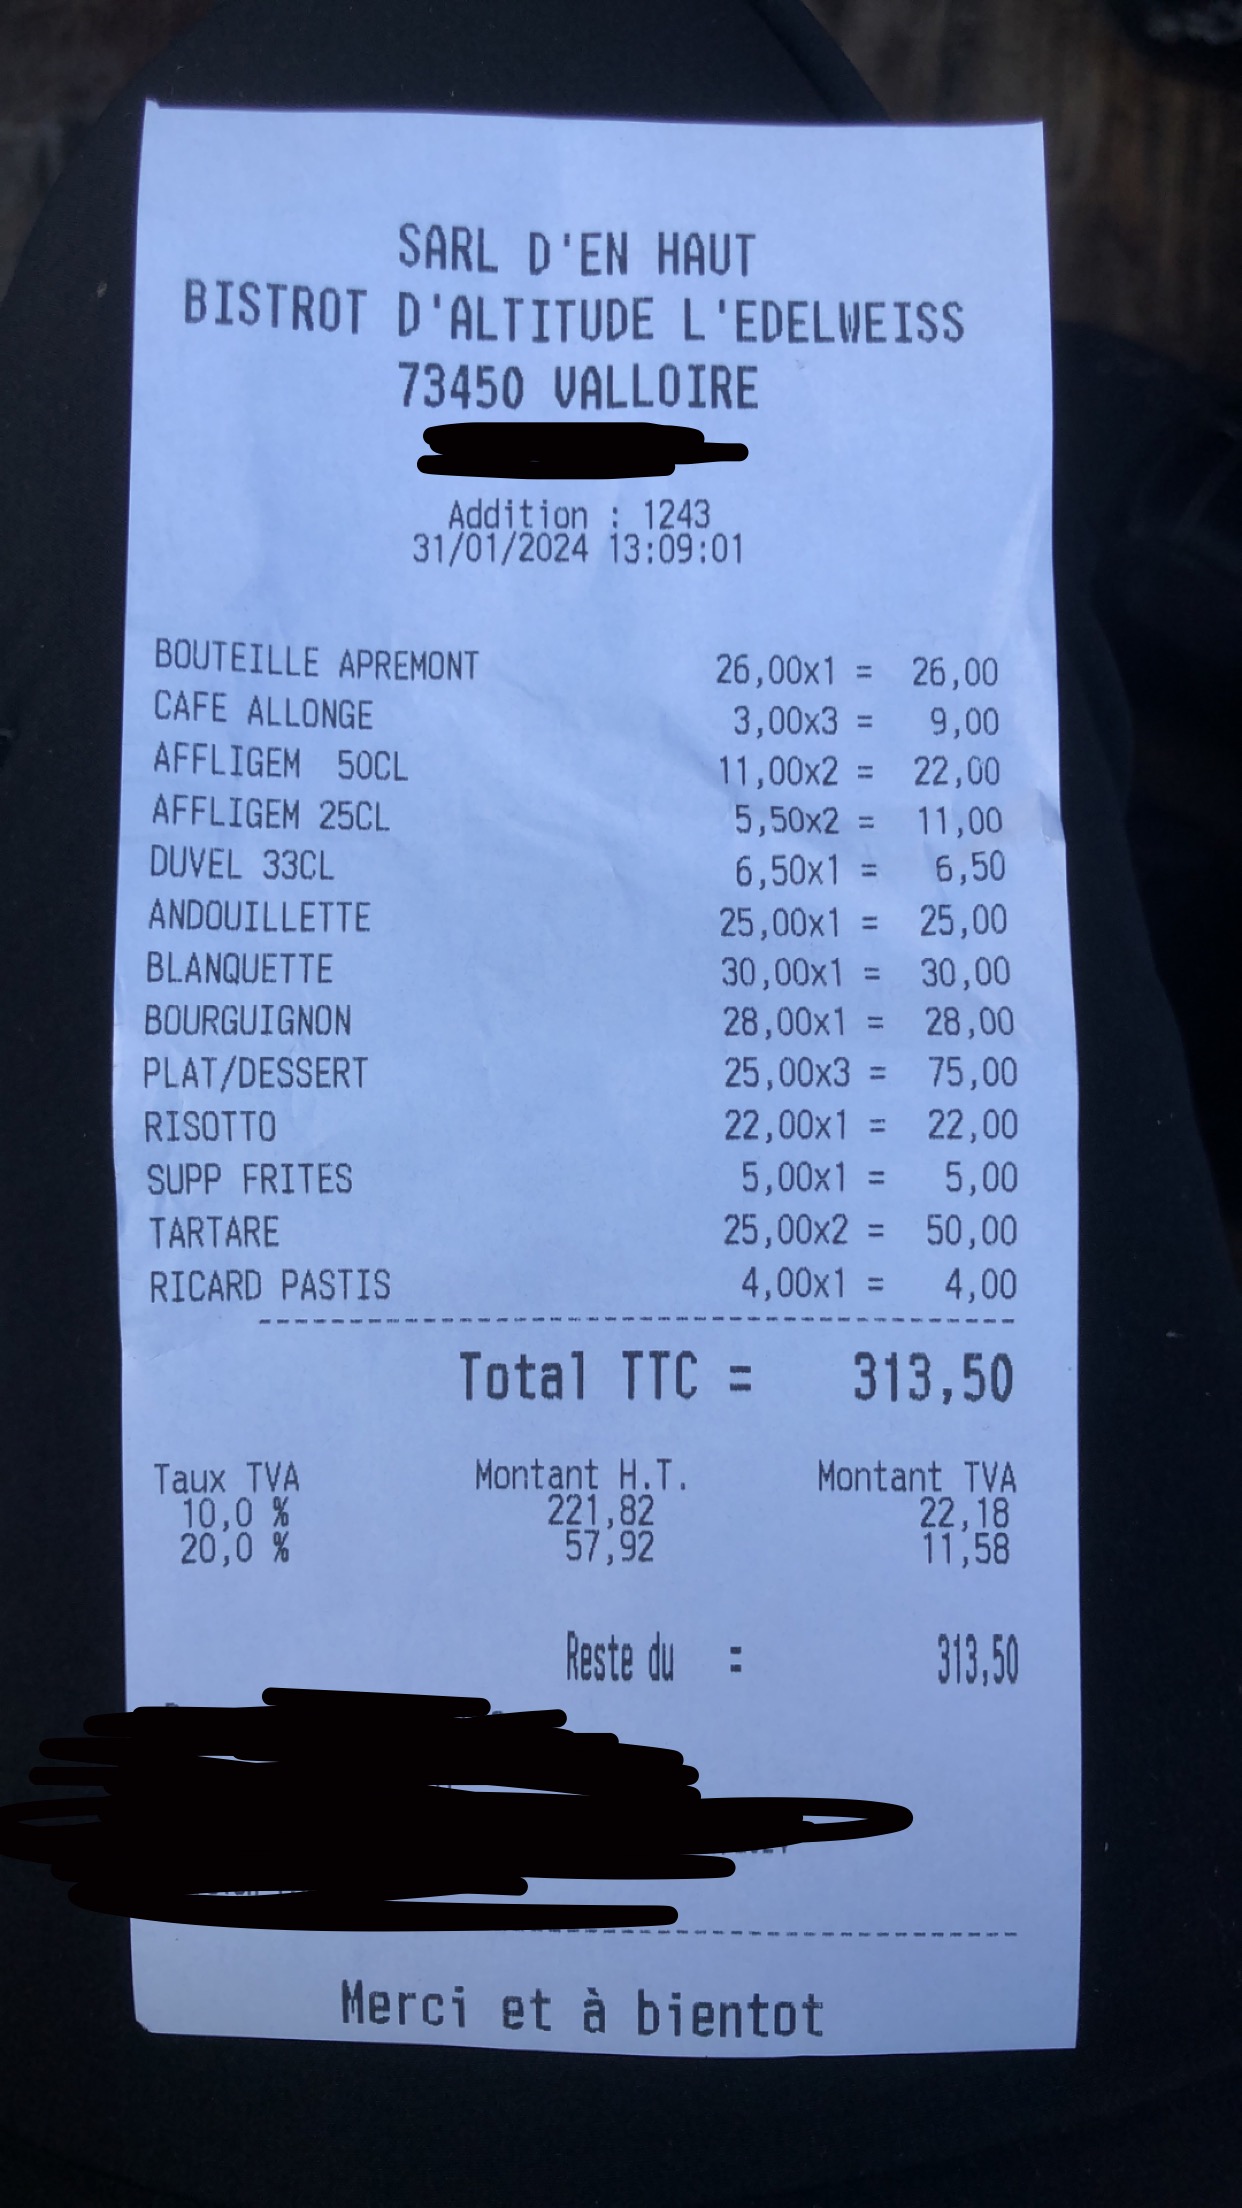 SARL D'EN HAUT
BISTROT D'ALTITUDE L'EDELWEISS
73450 VALLOIRE
Addition : 1243
31/01/2024 13:09:01
BOUTEILLE APREMONT 26,00x1 = 26,00
CAFE ALLONGE 3,00x3 = 9,00
AFFLIGEM 50CL 11,00x2 = 22,00
AFFLIGEM 25CL 5,50x2 = 11,00
DUVEL 33CL 6,50x1 = 6,50
ANDOUILLETTE 25,00x1 = 25,00
BLANQUETTE 30,00x1 = 30,00
BOURGUIGNON 28,00x1 = 28,00
PLAT/DESSERT 25,00x3 = 75,00
RISOTTO 22,00x1 = 22,00
SUPP FRITES 5,00x1 = 5,00
TARTARE 25,00x2 = 50,00
RICARD PASTIS 4,00x1 = 4,00
Total TTC = 313,50
Taux TVA Montant H.T. Montant TVA
10,0 % 221,82 22,18
20,0 % 57,92 11,58
Reste du = 313,50
Merci et à bientot